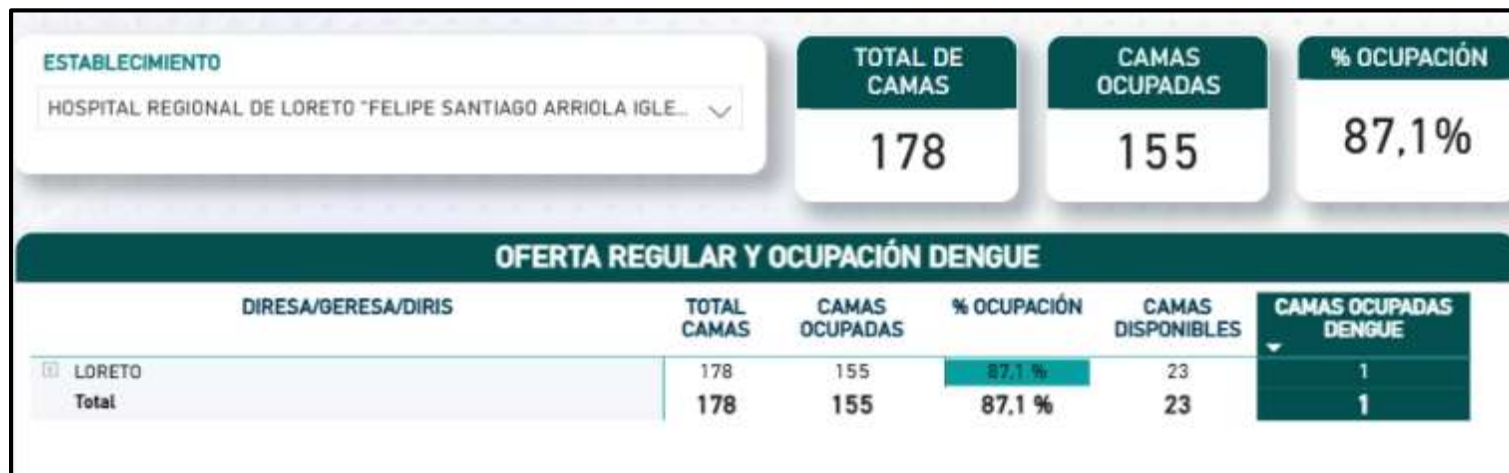 ESTABLECIMIENTO
HOSPITAL REGIONAL DE LORETO "FELIPE SANTIAGO ARRIOLA IGLE...
TOTAL DE
CAMAS
178
CAMAS
OCUPADAS
155
% OCUPACIÓN
87,1%
OFERTA REGULAR Y OCUPACIÓN DENGUE
DIRESA/GERESA/DIRIS TOTAL CAMAS CAMAS OCUPADAS % OCUPACIÓN CAMAS DISPONIBLES CAMAS OCUPADAS DENGUE
LORETO 178 155 87,1 % 23 1
Total 178 155 87,1 % 23 1